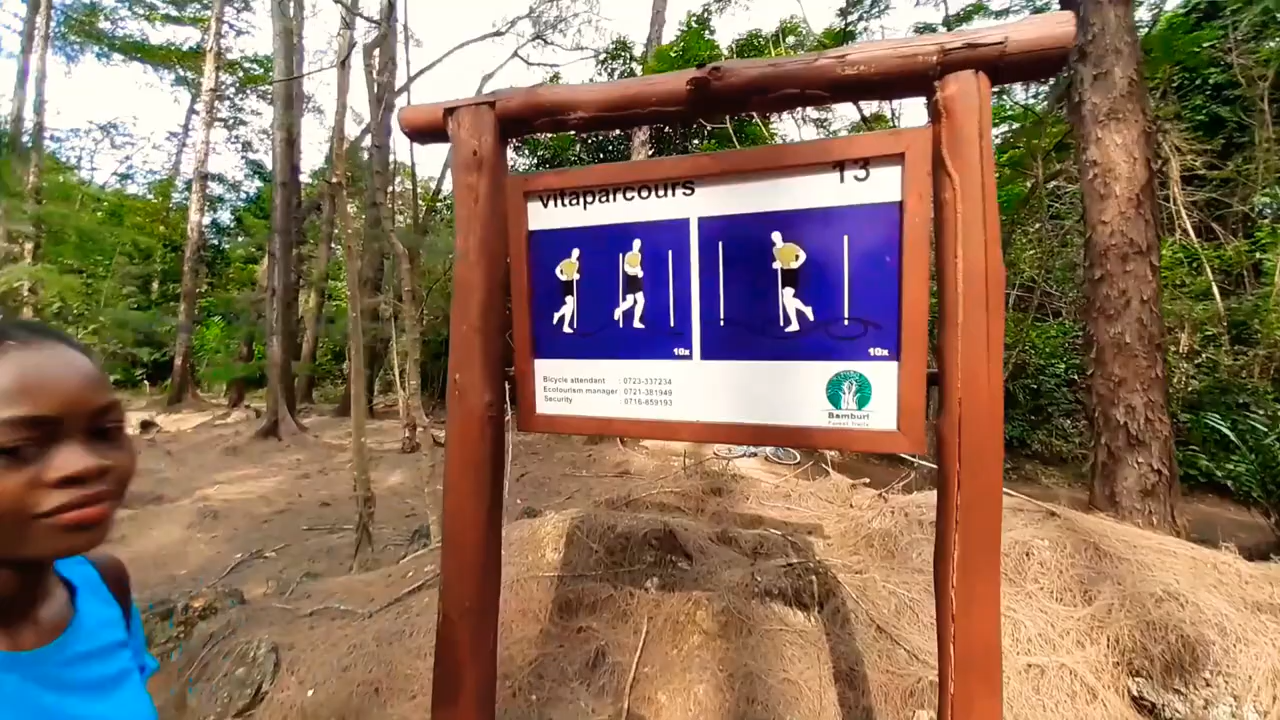 vitaparcours 13
10x 10x
Bicycle attendant : 0723-337234
Ecotourism manager: 0721-381949
Security : 0716-859193
Bamburi
Forest Trails